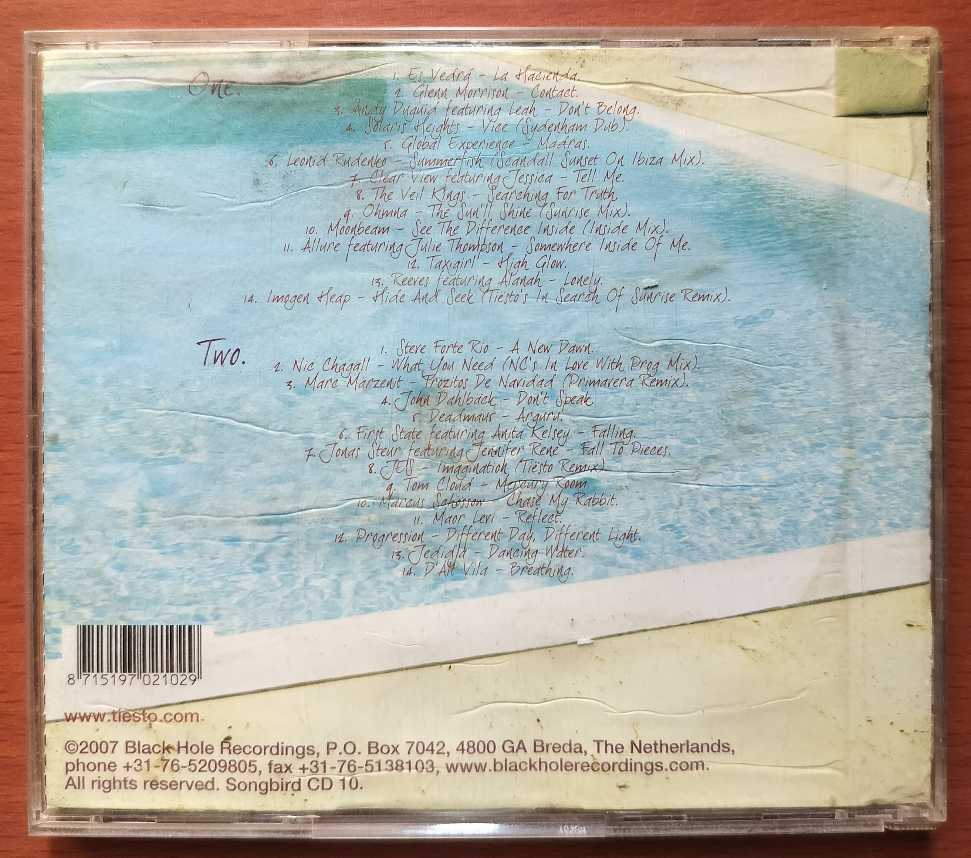 One.
1. Es Vedrá - La Hacienda.
2. Glenn Morrison - Contact.
3. Andy Duguid featuring Leah - Don't Belong.
4. Solaris Heights - Vice (Sydenham Dub).
5. Global Experience - Madras.
6. Leonid Rudenko - Summerfish (Scandall Sunset On Ibiza Mix).
7. Clear View featuring Jessica - Tell Me.
8. The Veil Kings - Searching For Truth.
9. Ohmna - The Sun'll Shine (Sunrise Mix).
10. Moonbeam - See The Difference Inside (Inside Mix).
11. Allure featuring Julie Thompson - Somewhere Inside Of Me.
12. Taxigirl - High Glow.
13. Reeves featuring Alanah - Lonely.
14. Imogen Heap - Hide And Seek (Tiësto's In Search Of Sunrise Remix).
Two.
1. Steve Forte Rio - A New Dawn.
2. Nic Chagall - What You Need (NC's In Love With Prog Mix).
3. Marc Marzenit - Trozitos De Navidad (Primavera Remix).
4. John Dahlbäck - Don't Speak.
5. Deadmaus - Arguru.
6. First State featuring Anita Kelsey - Falling.
7. Jonas Steur featuring Jennifer Rene - Fall To Pieces.
8. JES - Imagination (Tiësto Remix)
9. Tom Cloud - Mercury Room
10. Marcus Schössow - Chase My Rabbit.
11. Maor Levi - Reflect.
12. Progression - Different Day, Different Light.
13. Jedidja - Dancing Water.
14. D'Alt Vila - Breathing.
8 715197 021029
www.tiesto.com
©2007 Black Hole Recordings, P.O. Box 7042, 4800 GA Breda, The Netherlands,
phone +31-76-5209805, fax +31-76-5138103, www.blackholerecordings.com.
All rights reserved. Songbird CD 10.